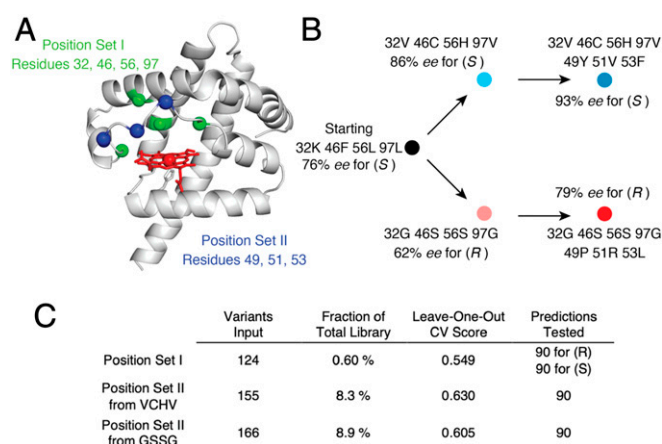 A
Position Set I
Residues 32, 46, 56, 97
Position Set II
Residues 49, 51, 53
B
32V 46C 56H 97V
86% ee for (S)
32V 46C 56H 97V
49Y 51V 53F
93% ee for (S)
Starting
32K 46F 56L 97L
76% ee for (S)
32G 46S 56S 97G
62% ee for (R)
79% ee for (R)
32G 46S 56S 97G
49P 51R 53L
C
Variants Input
Fraction of Total Library
Leave-One-Out CV Score
Predictions Tested
Position Set I 124 0.60 % 0.549 90 for (R)
90 for (S)
Position Set II from VCHV 155 8.3 % 0.630 90
Position Set II from GSSG 166 8.9 % 0.605 90